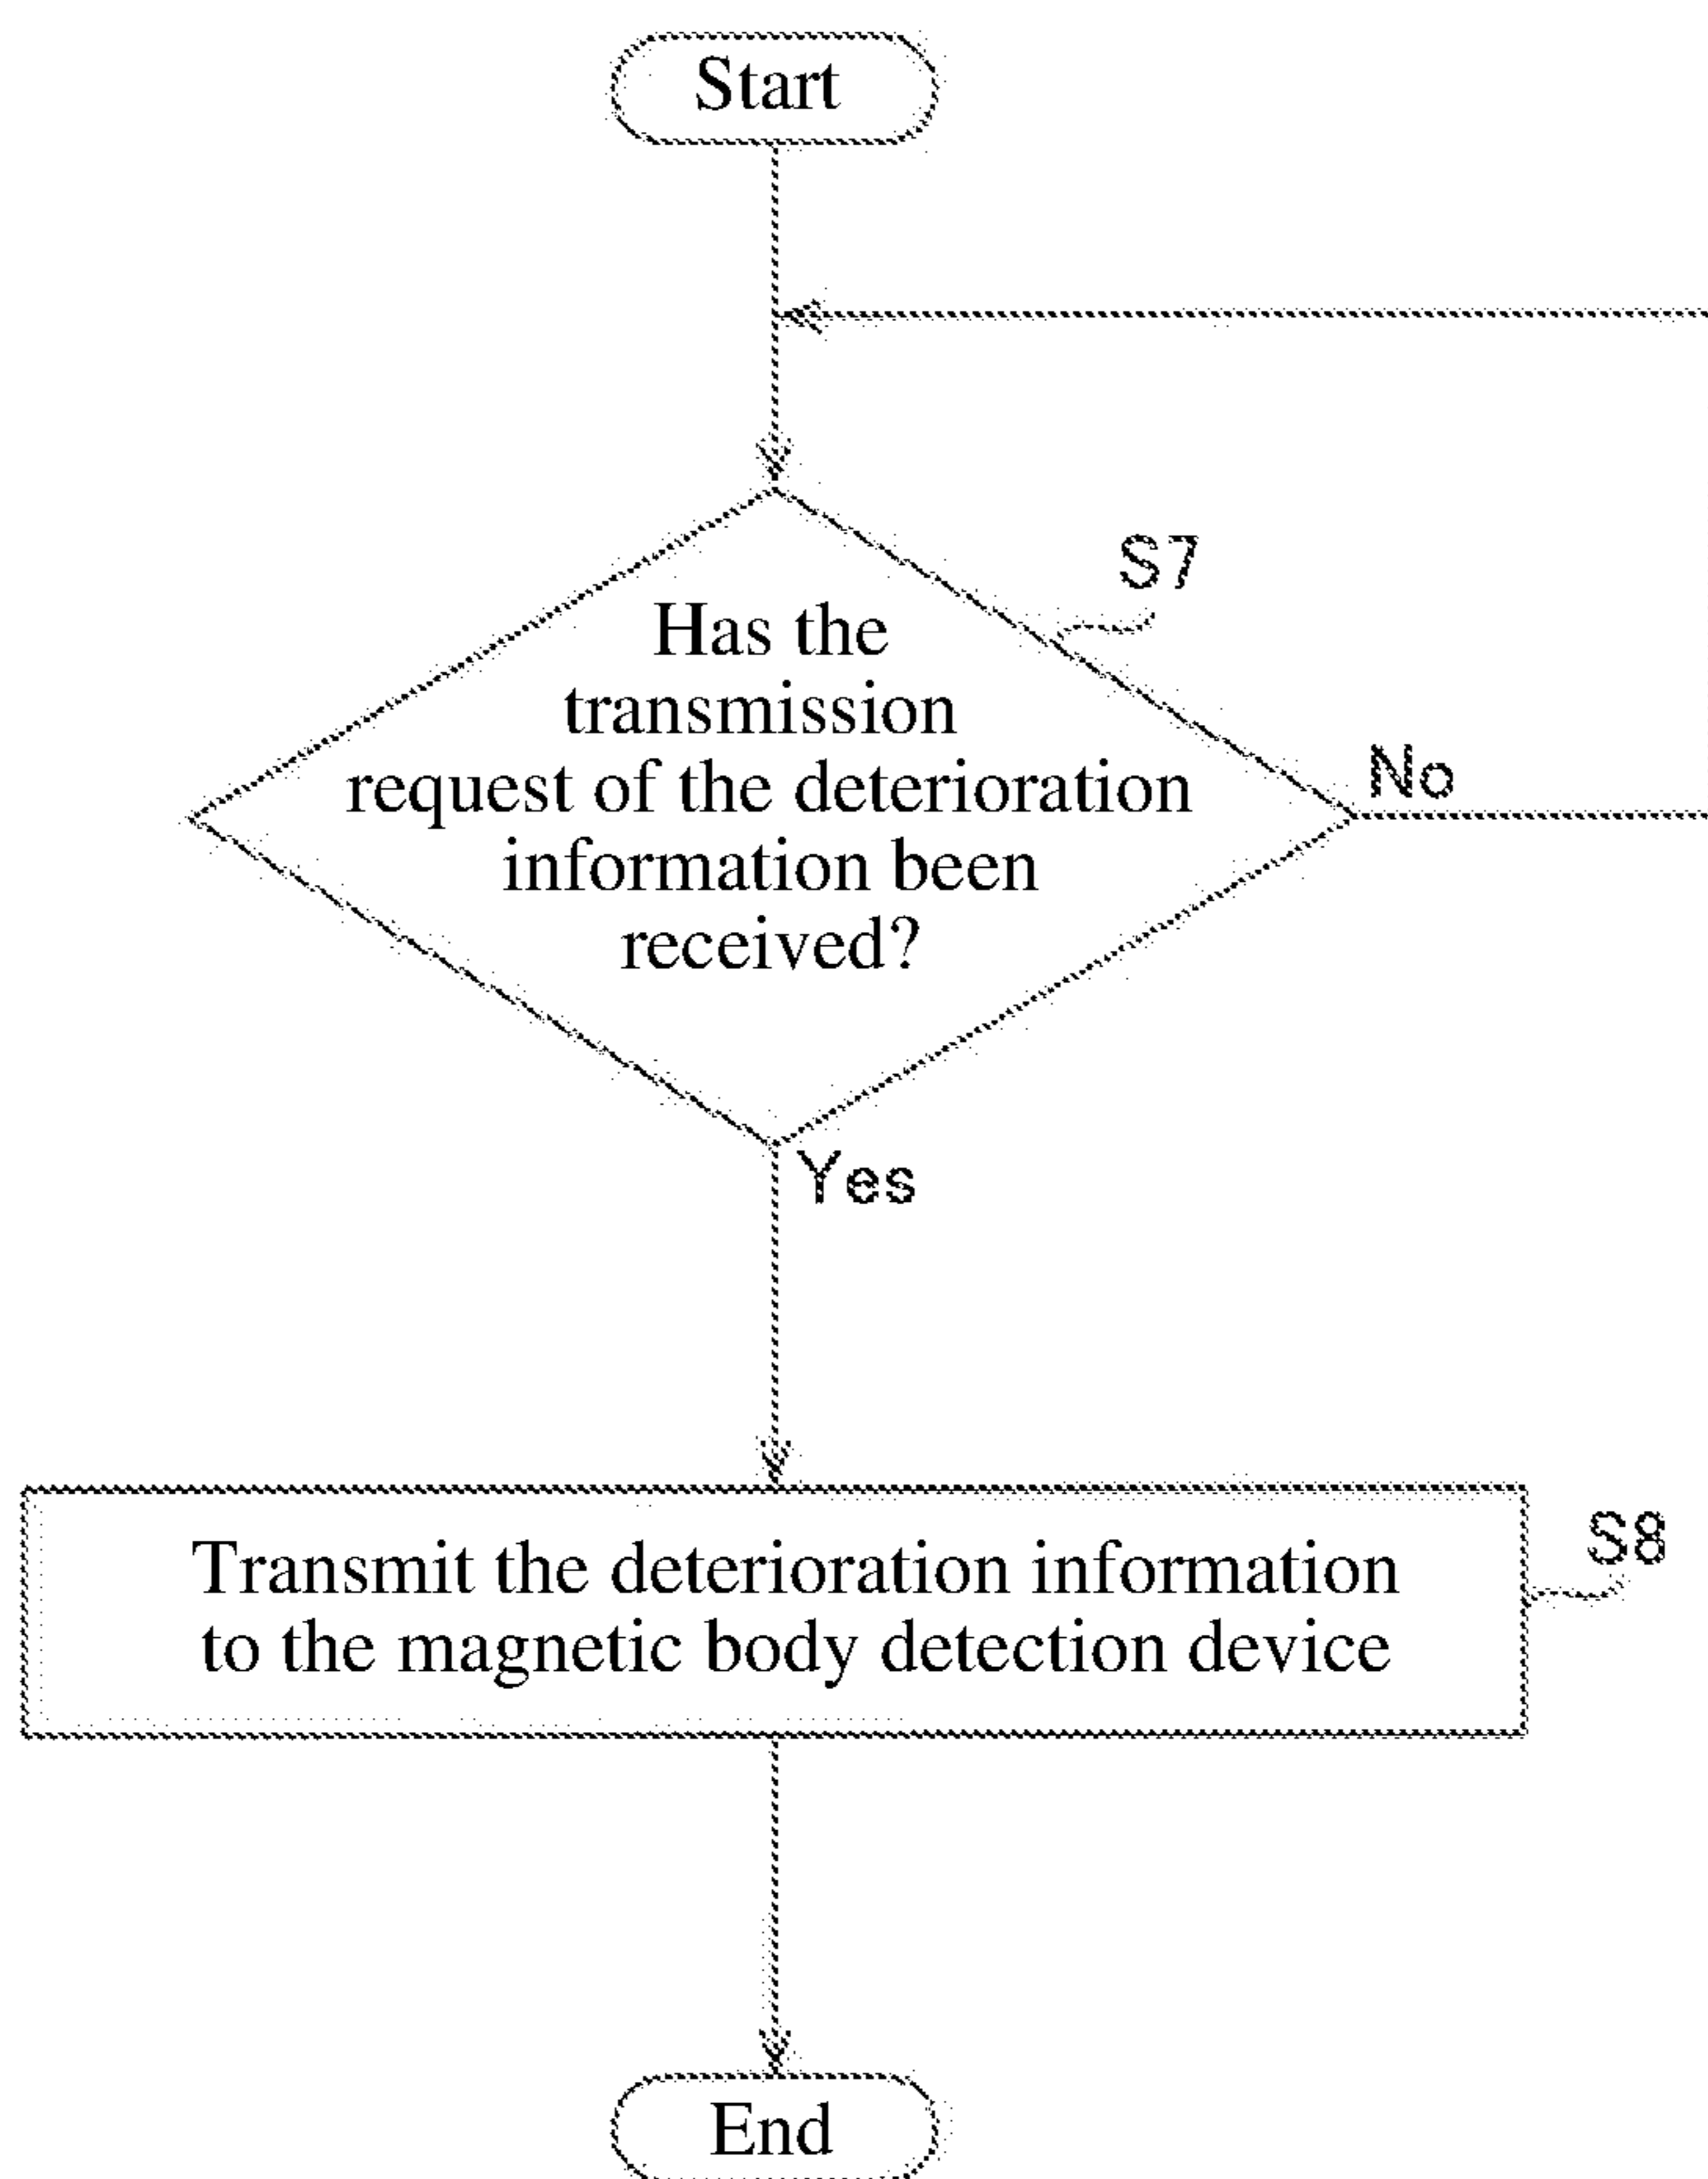 Start
S7
Has the
transmission
request of the deterioration
information been
received?
No
Yes
Transmit the deterioration information
to the magnetic body detection device
S8
End